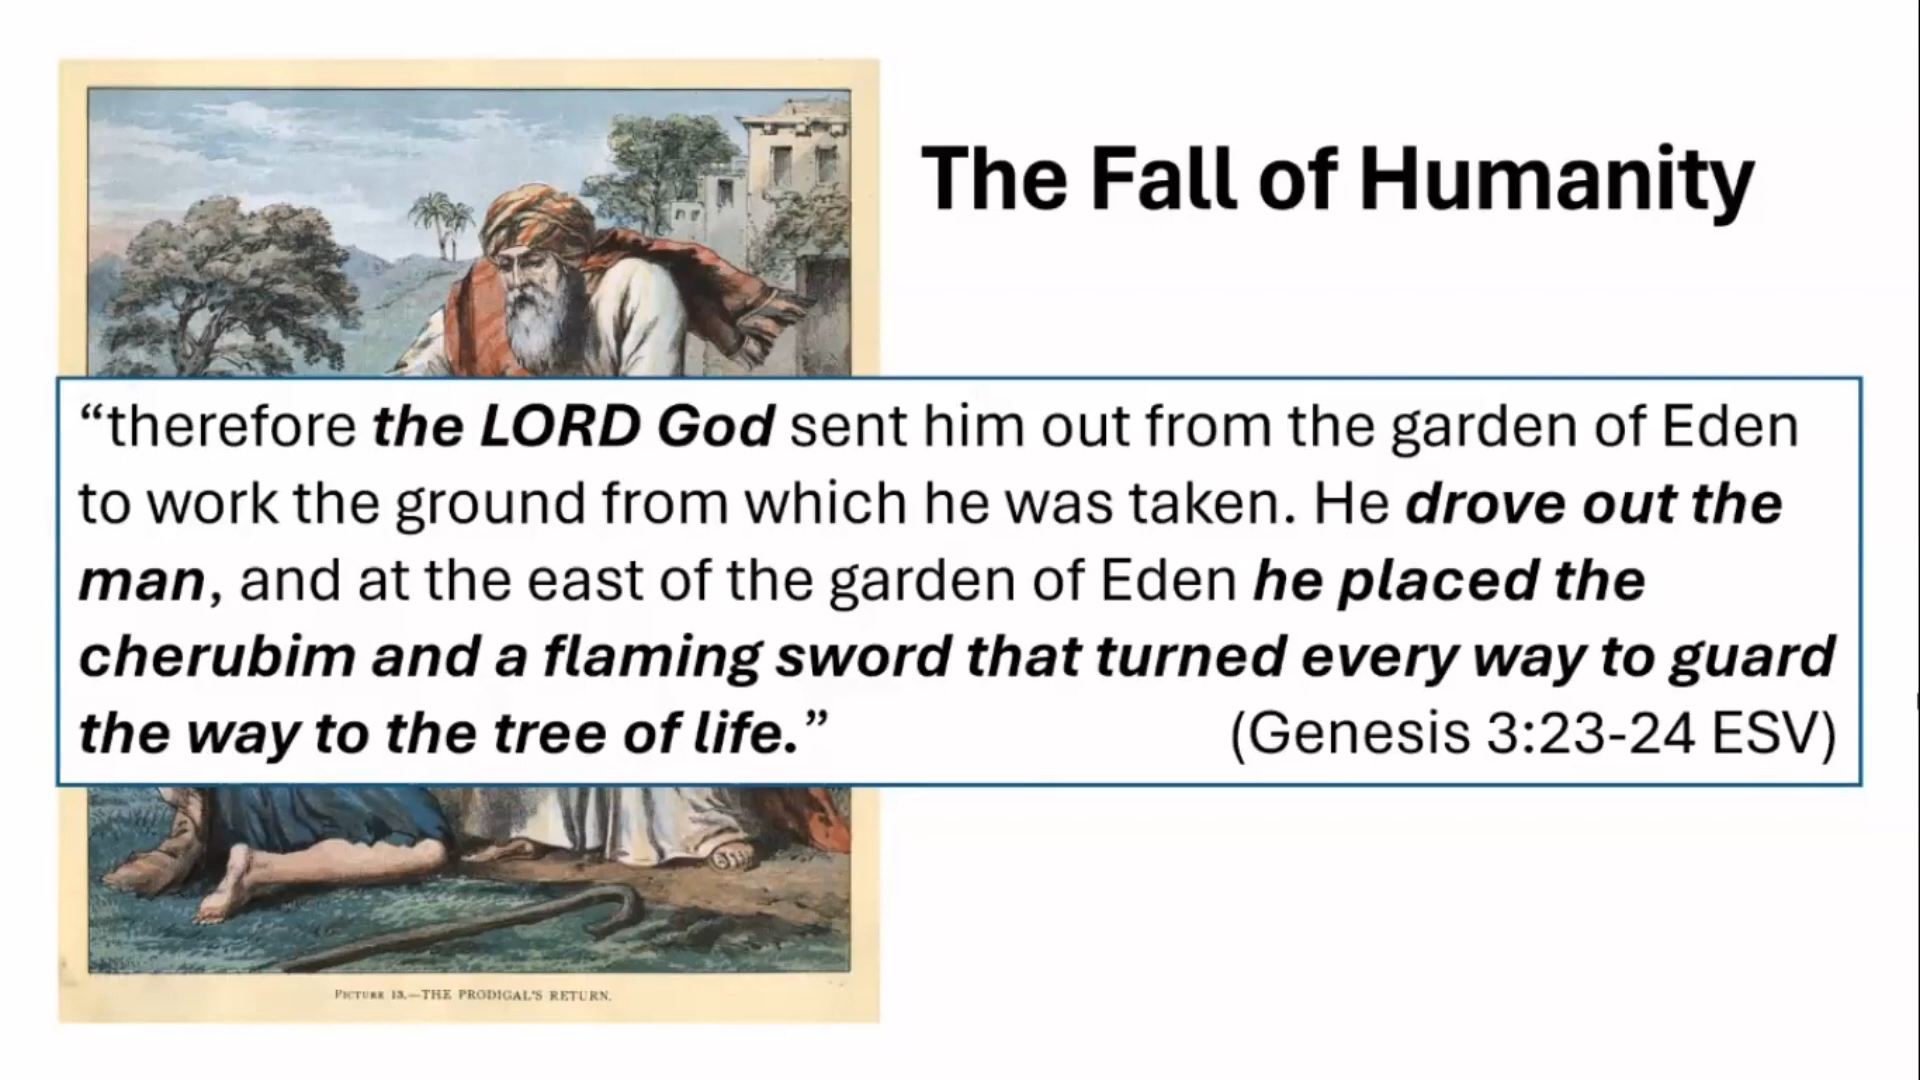 The Fall of Humanity
“therefore the LORD God sent him out from the garden of Eden
to work the ground from which he was taken. He drove out the
man, and at the east of the garden of Eden he placed the
cherubim and a flaming sword that turned every way to guard
the way to the tree of life.” (Genesis 3:23-24 ESV)
Picture 13.—THE PRODIGAL'S RETURN.